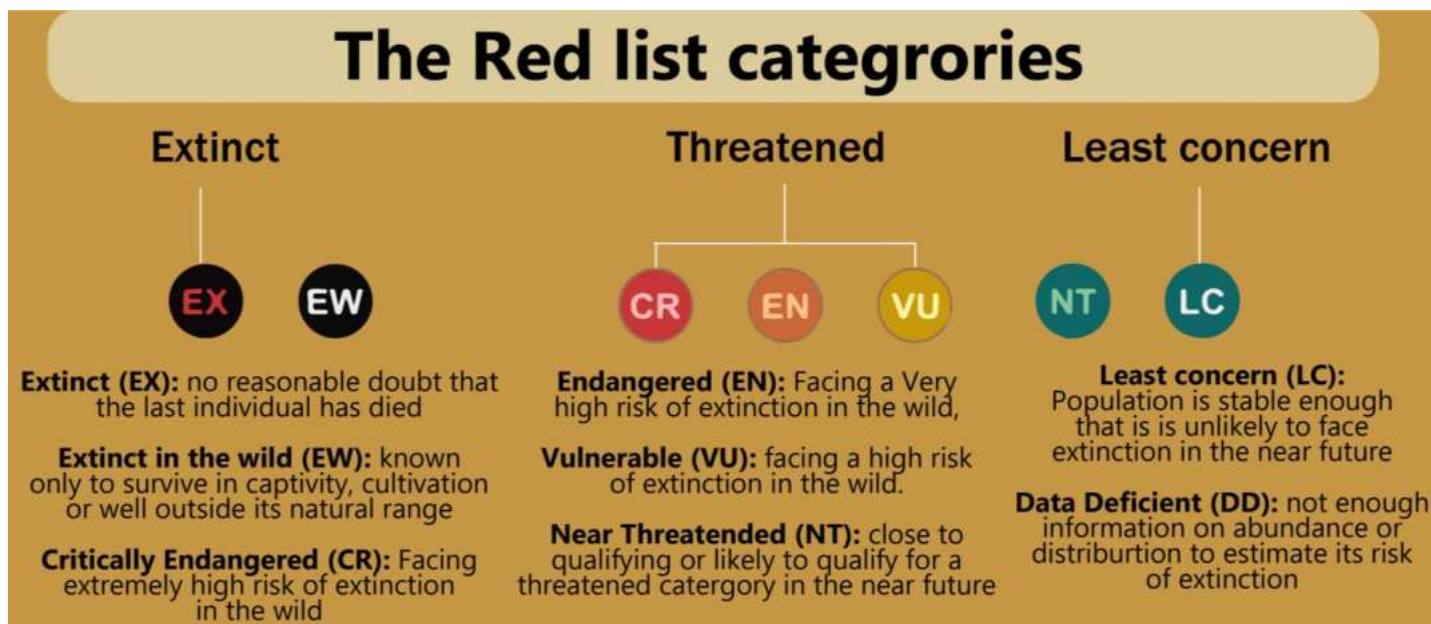 The Red list categrories
Extinct
Threatened
Least concern
EX
EW
CR
EN
VU
NT
LC
Extinct (EX): no reasonable doubt that
the last individual has died
Extinct in the wild (EW): known
only to survive in captivity, cultivation
or well outside its natural range
Critically Endangered (CR): Facing
extremely high risk of extinction
in the wild
Endangered (EN): Facing a Very
high risk of extinction in the wild,
Vulnerable (VU): facing a high risk
of extinction in the wild.
Near Threatended (NT): close to
qualifying or likely to qualify for a
threatened catergory in the near future
Least concern (LC):
Population is stable enough
that is is unlikely to face
extinction in the near future
Data Deficient (DD): not enough
information on abundance or
distriburtion to estimate its risk
of extinction